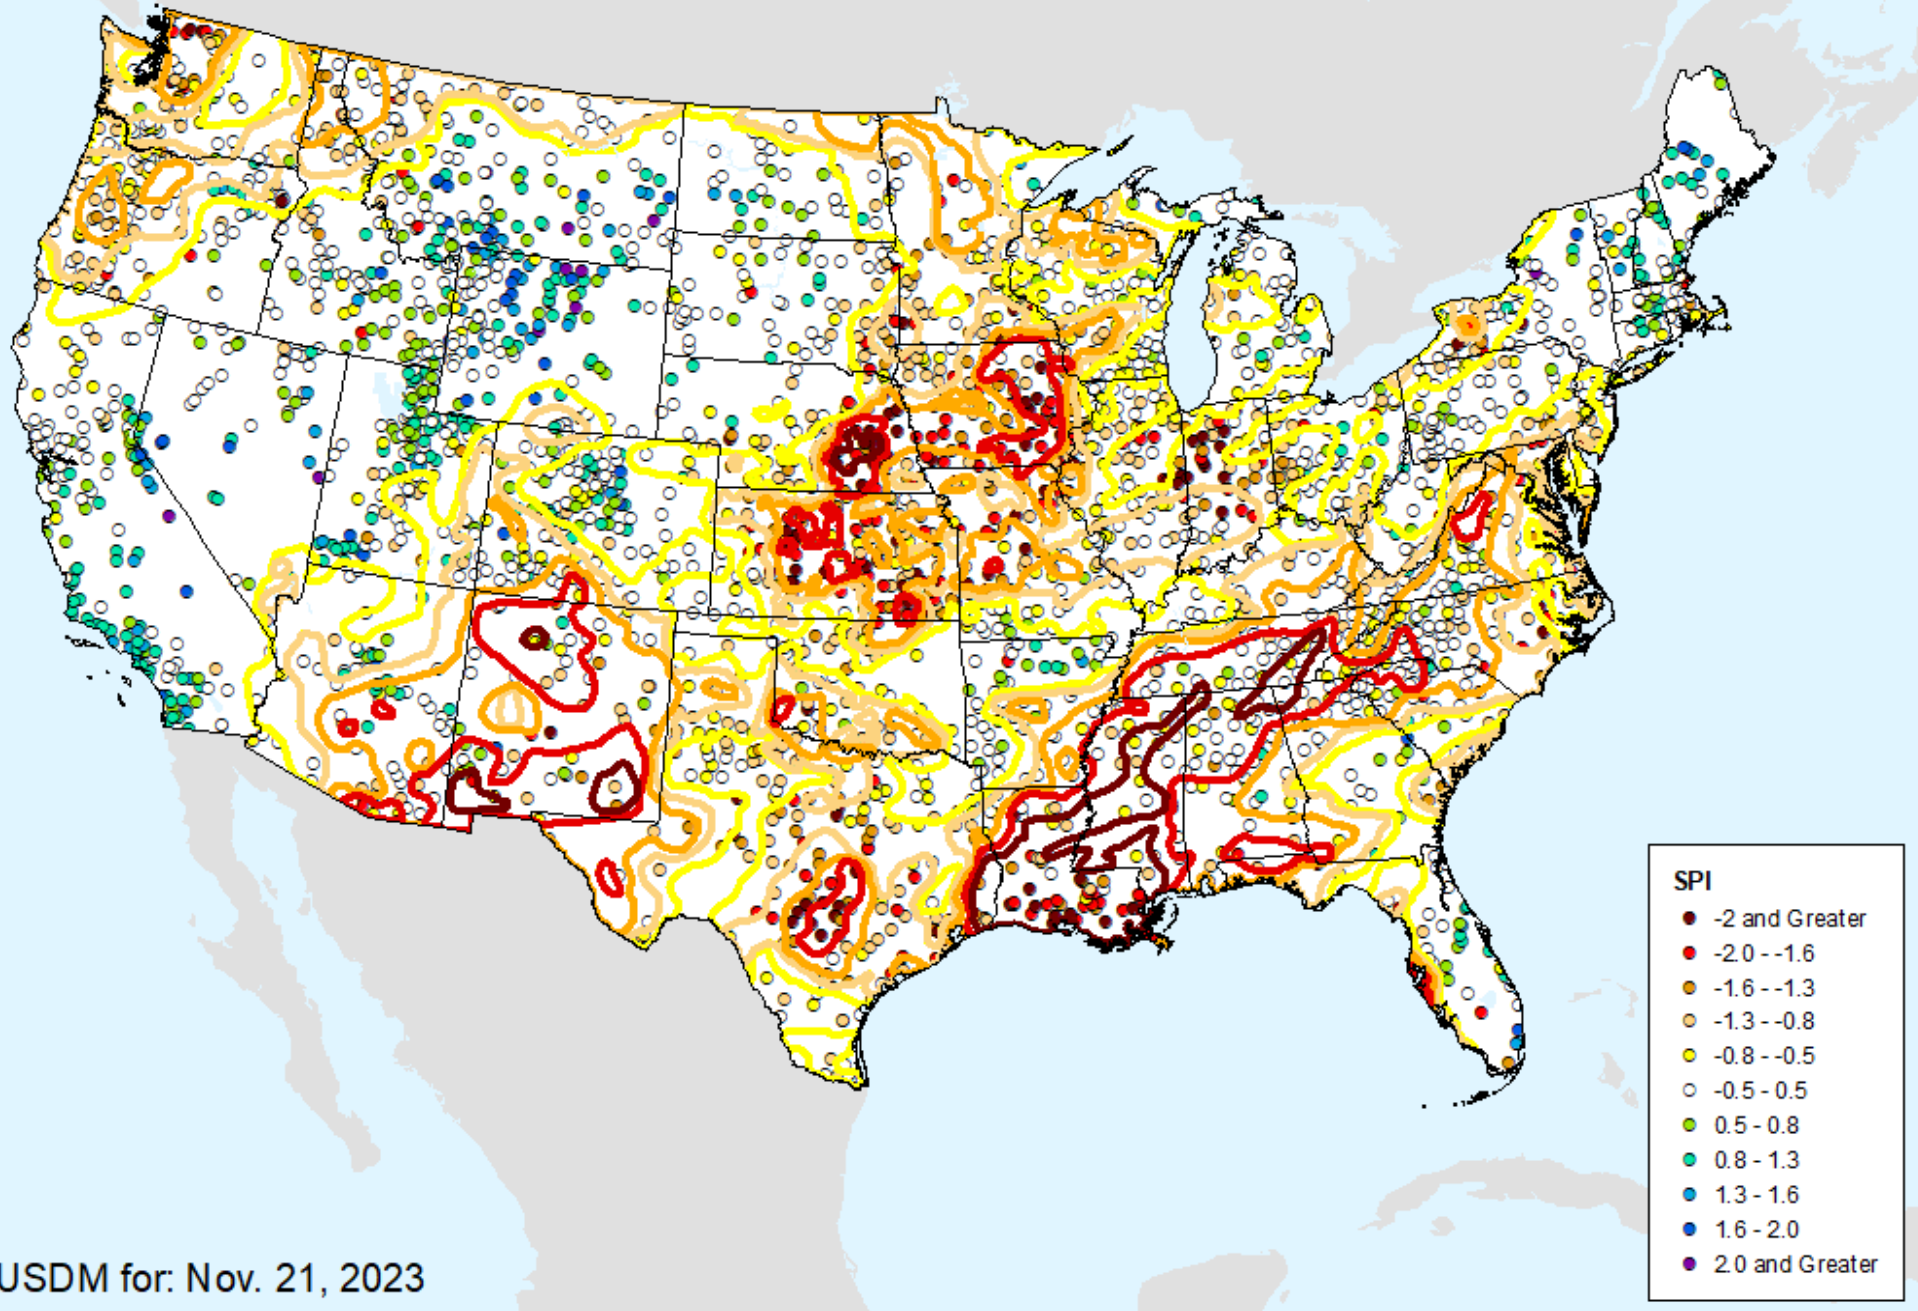 SPI
-2 and Greater
-2.0 - -1.6
-1.6 - -1.3
-1.3 - -0.8
-0.8 - -0.5
-0.5 - 0.5
0.5 - 0.8
0.8 - 1.3
1.3 - 1.6
1.6 - 2.0
2.0 and Greater
USDM for: Nov. 21, 2023